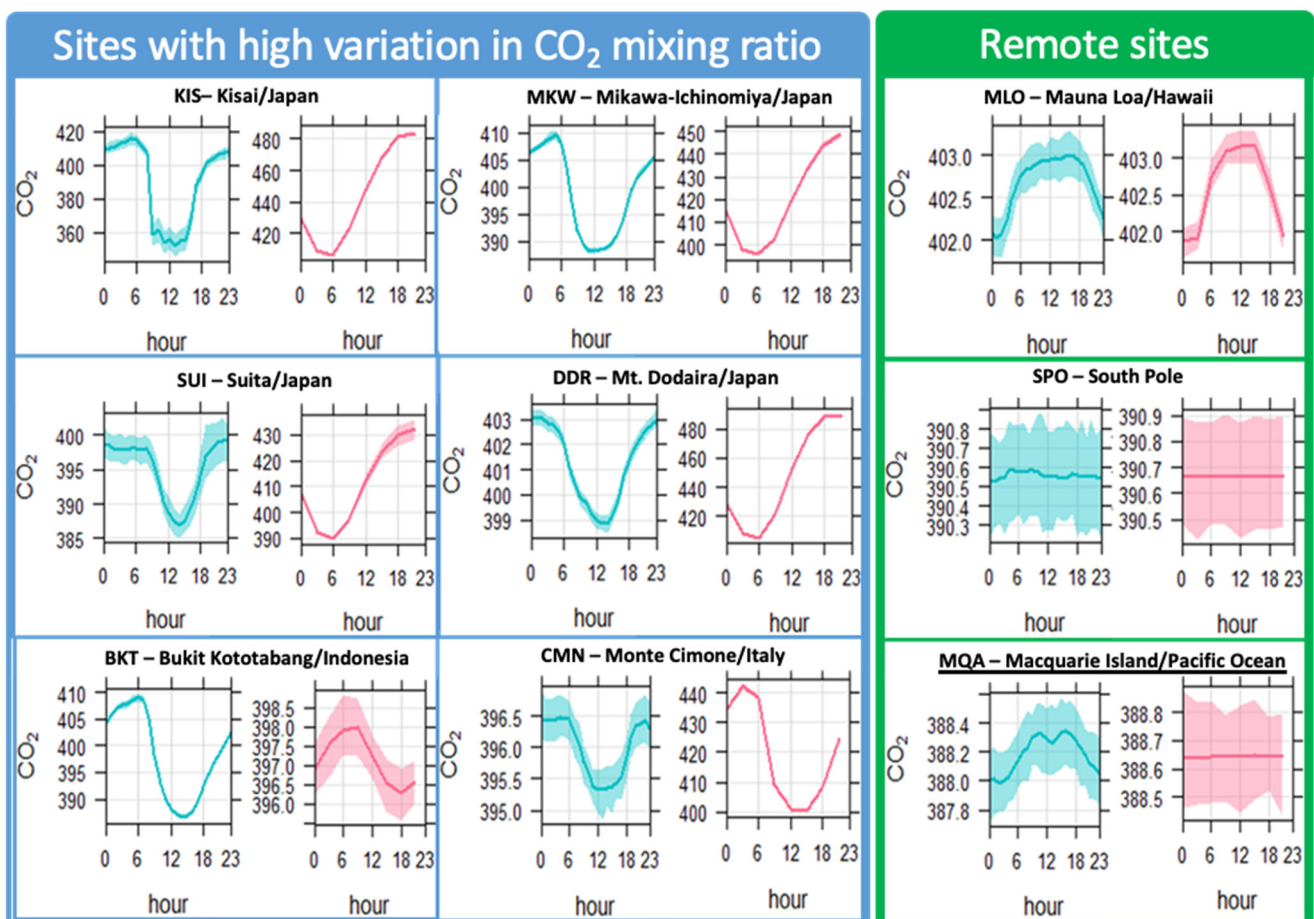 Sites with high variation in CO₂ mixing ratio
Remote sites
KIS– Kisai/Japan
CO₂
420
400
380
360
0 6 12 18 23
hour
480
460
440
420
0 6 12 18 23
MKW – Mikawa-Ichinomiya/Japan
CO₂
410
405
400
395
390
0 6 12 18 23
hour
450
440
430
420
410
400
0 6 12 18 23
MLO – Mauna Loa/Hawaii
CO₂
403.0
402.5
402.0
0 6 12 18 23
hour
403.0
402.5
402.0
0 6 12 18 23
SUI – Suita/Japan
CO₂
400
395
390
385
0 6 12 18 23
hour
430
420
410
400
390
0 6 12 18 23
DDR – Mt. Dodaira/Japan
CO₂
403
402
401
400
399
0 6 12 18 23
hour
480
460
440
420
0 6 12 18 23
SPO – South Pole
CO₂
390.8
390.7
390.6
390.5
390.4
390.3
0 6 12 18 23
hour
390.9
390.8
390.7
390.6
390.5
0 6 12 18 23
BKT – Bukit Kototabang/Indonesia
CO₂
410
405
400
395
390
0 6 12 18 23
hour
398.5
398.0
397.5
397.0
396.5
396.0
0 6 12 18 23
CMN – Monte Cimone/Italy
CO₂
396.5
396.0
395.5
395.0
0 6 12 18 23
hour
440
430
420
410
400
0 6 12 18 23
hour
MQA – Macquarie Island/Pacific Ocean
CO₂
388.4
388.2
388.0
387.8
0 6 12 18 23
hour
388.8
388.7
388.6
388.5
0 6 12 18 23